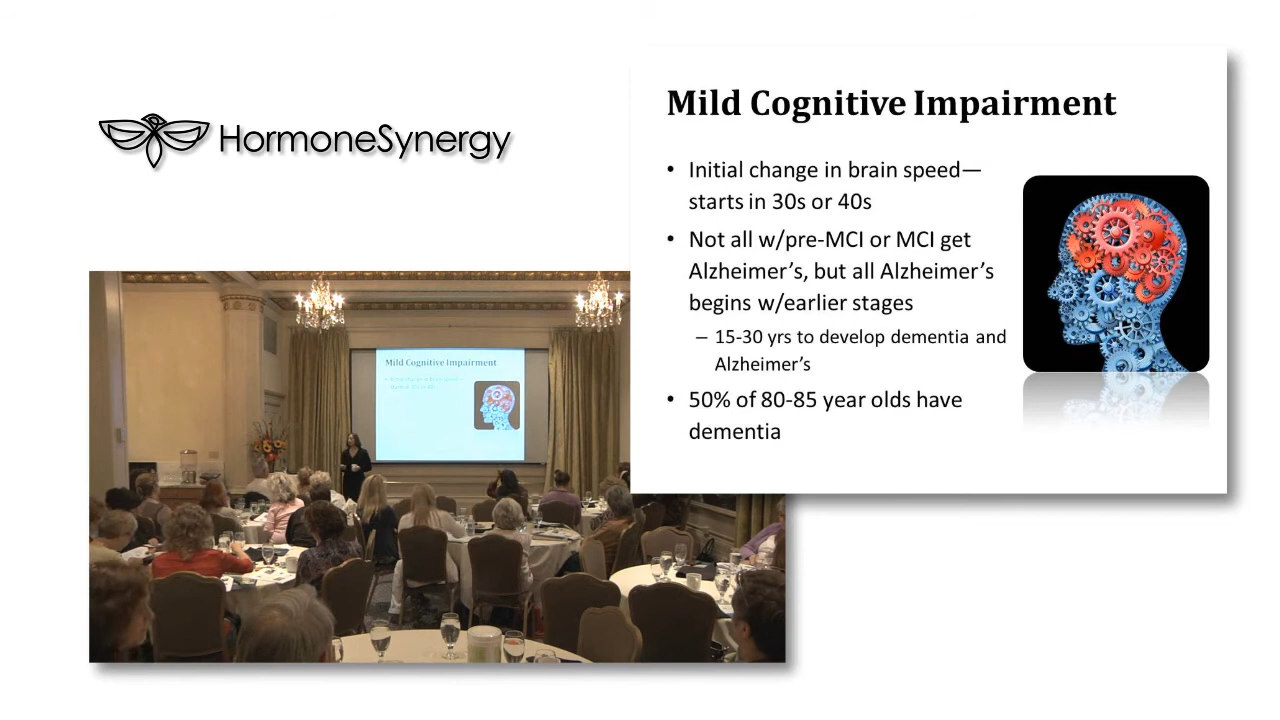 HormoneSynergy
Mild Cognitive Impairment
• Initial change in brain speed—
starts in 30s or 40s
• Not all w/pre-MCI or MCI get
Alzheimer’s, but all Alzheimer’s
begins w/earlier stages
– 15-30 yrs to develop dementia and
Alzheimer’s
• 50% of 80-85 year olds have
dementia
Mild Cognitive Impairment